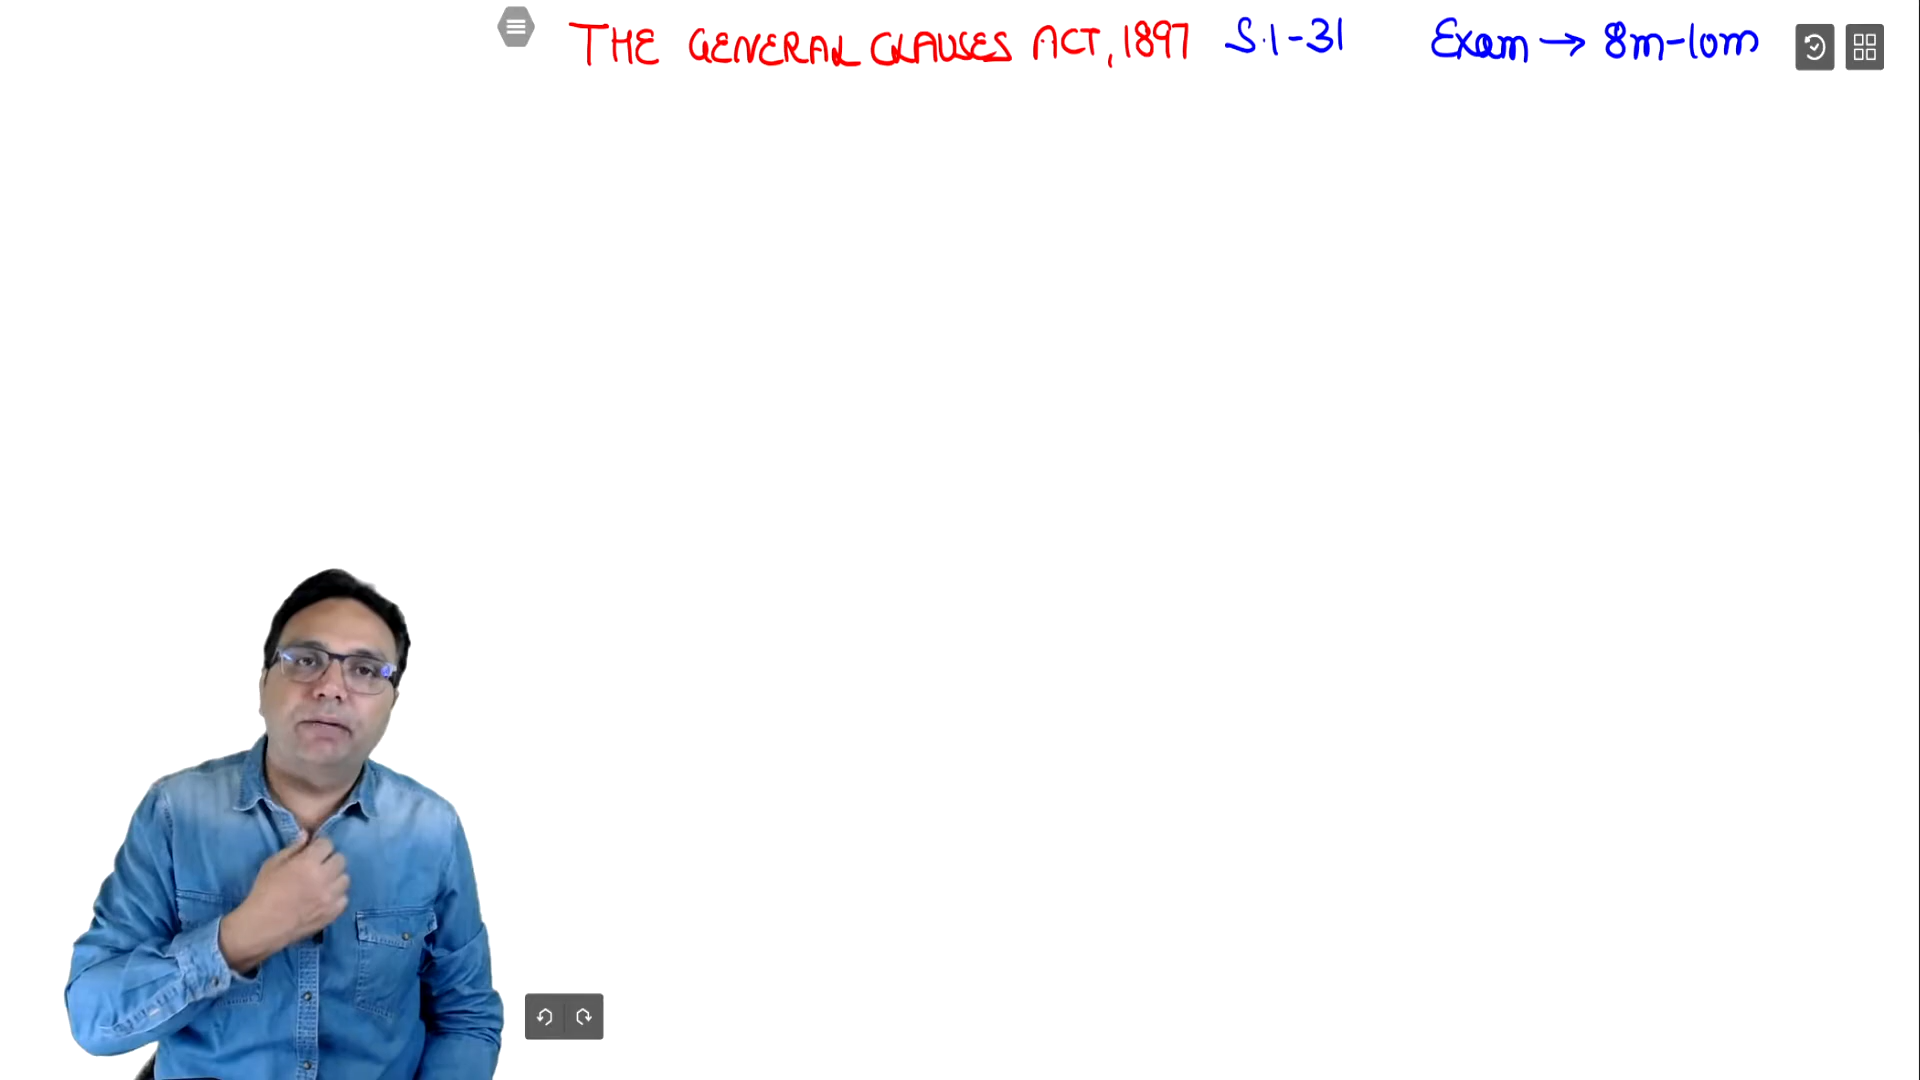 THE GENERAL CLAUSES ACT, 1897 S.1-31 Exam → 8m-10m